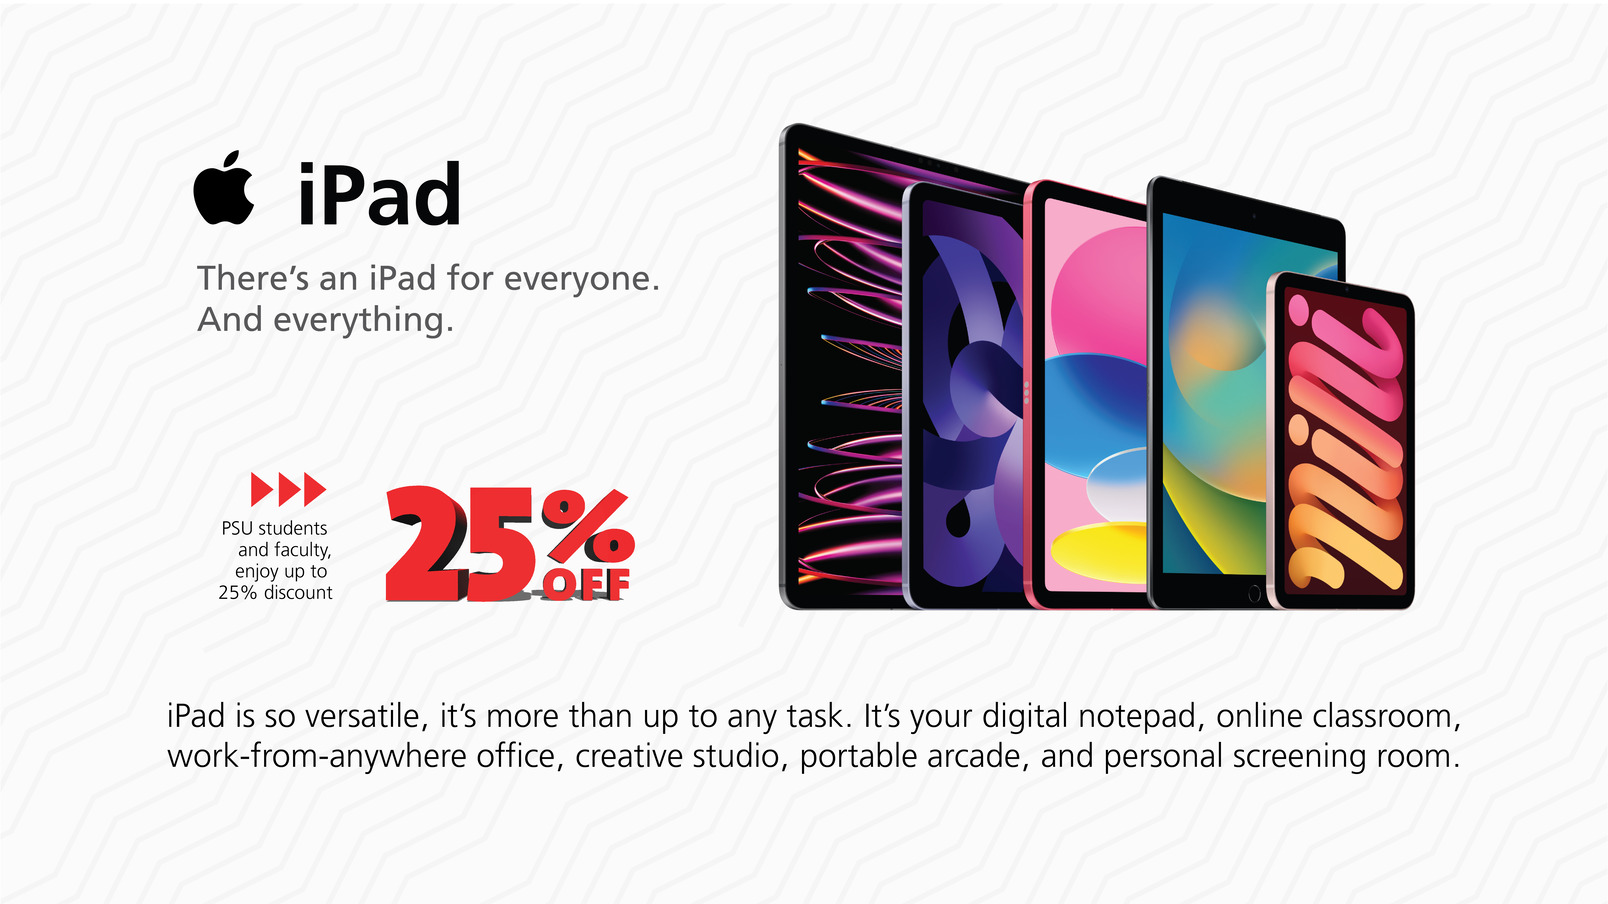 iPad
There’s an iPad for everyone.
And everything.
PSU students
and faculty,
enjoy up to
25% discount
25%
OFF
mini
iPad is so versatile, it’s more than up to any task. It’s your digital notepad, online classroom,
work-from-anywhere office, creative studio, portable arcade, and personal screening room.